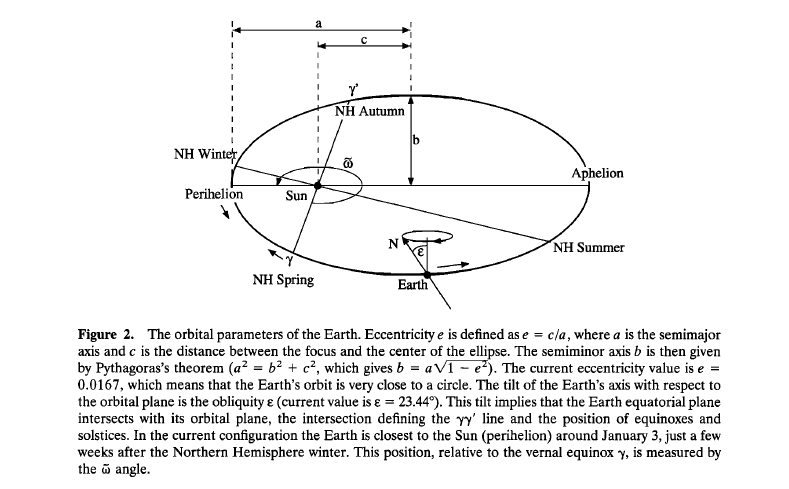 a
c
γ'
NH Autumn
b
NH Winter
ω̃
Aphelion
Perihelion
Sun
N
ε
NH Summer
γ
NH Spring
Earth
Figure 2. The orbital parameters of the Earth. Eccentricity e is defined as e = c/a, where a is the semimajor
axis and c is the distance between the focus and the center of the ellipse. The semiminor axis b is then given
by Pythagoras's theorem (a² = b² + c², which gives b = a√1 − e²). The current eccentricity value is e =
0.0167, which means that the Earth's orbit is very close to a circle. The tilt of the Earth's axis with respect to
the orbital plane is the obliquity ε (current value is ε = 23.44°). This tilt implies that the Earth equatorial plane
intersects with its orbital plane, the intersection defining the γγ' line and the position of equinoxes and
solstices. In the current configuration the Earth is closest to the Sun (perihelion) around January 3, just a few
weeks after the Northern Hemisphere winter. This position, relative to the vernal equinox γ, is measured by
the ω̃ angle.